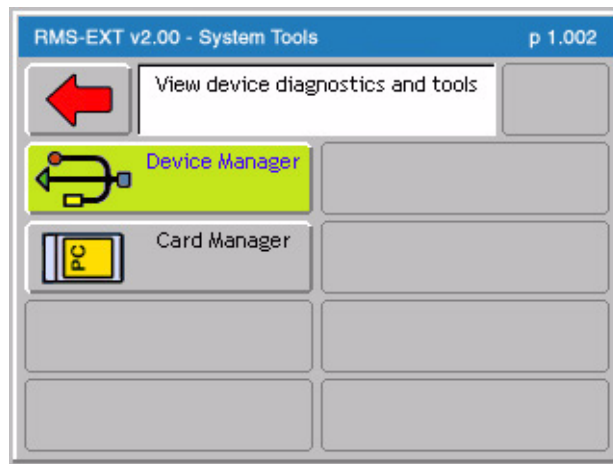 RMS-EXT v2.00 - System Tools p 1.002
View device diagnostics and tools
Device Manager
PC Card Manager